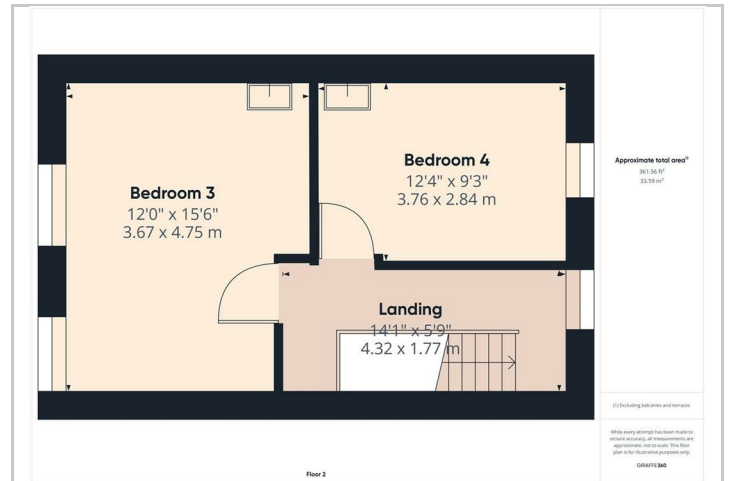 Bedroom 3
12'0" x 15'6"
3.67 x 4.75 m
Bedroom 4
12'4" x 9'3"
3.76 x 2.84 m
Landing
14'1" x 5'9"
4.32 x 1.77 m
Floor 2
Approximate total area⁽¹⁾
361.56 ft²
33.59 m²
(1) Excluding balconies and terraces
While every attempt has been made to
ensure accuracy, all measurements are
approximate, not to scale. This floor
plan is for illustrative purposes only.
GIRAFFE360